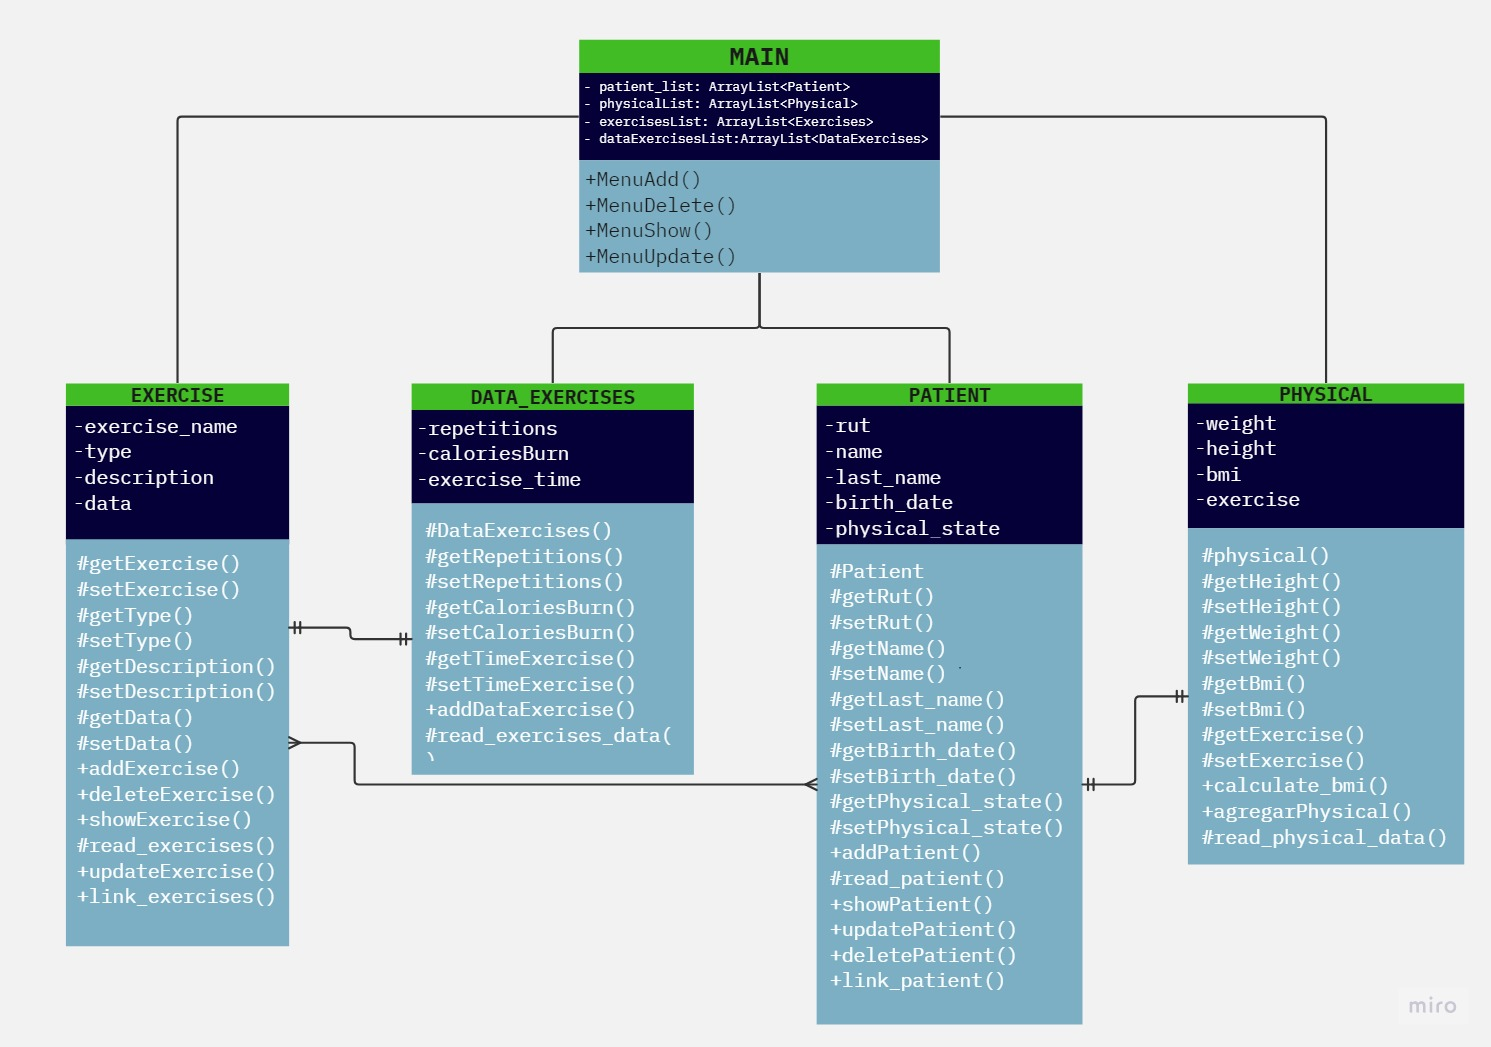 MAIN
- patient_list: ArrayList<Patient>
- physicalList: ArrayList<Physical>
- exercisesList: ArrayList<Exercises>
- dataExercisesList:ArrayList<DataExercises>
+MenuAdd()
+MenuDelete()
+MenuShow()
+MenuUpdate()
EXERCISE
-exercise_name
-type
-description
-data
#getExercise()
#setExercise()
#getType()
#setType()
#getDescription()
#setDescription()
#getData()
#setData()
+addExercise()
+deleteExercise()
+showExercise()
#read_exercises()
+updateExercise()
+link_exercises()
DATA_EXERCISES
-repetitions
-caloriesBurn
-exercise_time
#DataExercises()
#getRepetitions()
#setRepetitions()
#getCaloriesBurn()
#setCaloriesBurn()
#getTimeExercise()
#setTimeExercise()
+addDataExercise()
#read_exercises_data(
)
PATIENT
-rut
-name
-last_name
-birth_date
-physical_state
#Patient
#getRut()
#setRut()
#getName()
#setName()
#getLast_name()
#setLast_name()
#getBirth_date()
#setBirth_date()
#getPhysical_state()
#setPhysical_state()
+addPatient()
#read_patient()
+showPatient()
+updatePatient()
+deletePatient()
+link_patient()
PHYSICAL
-weight
-height
-bmi
-exercise
#physical()
#getHeight()
#setHeight()
#getWeight()
#setWeight()
#getBmi()
#setBmi()
#getExercise()
#setExercise()
+calculate_bmi()
+agregarPhysical()
#read_physical_data()
miro